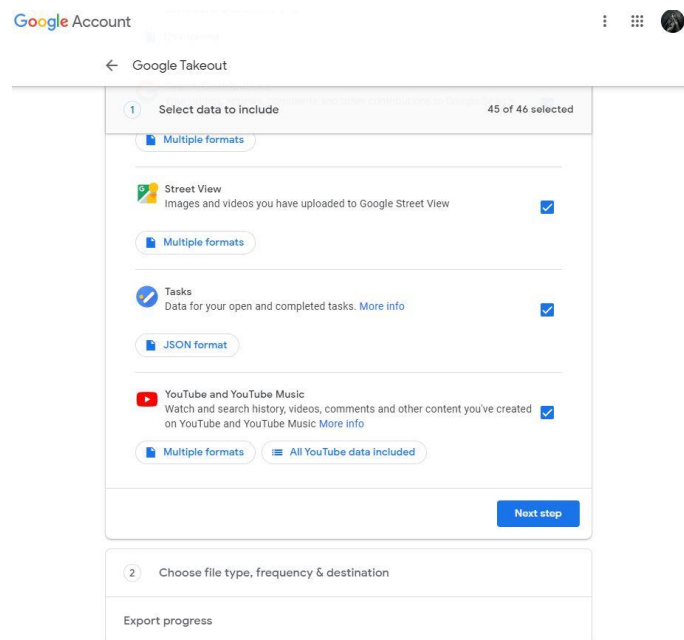 Google Account
Google Takeout
1 Select data to include 45 of 46 selected
Multiple formats
Street View
Images and videos you have uploaded to Google Street View
Multiple formats
Tasks
Data for your open and completed tasks. More info
JSON format
YouTube and YouTube Music
Watch and search history, videos, comments and other content you've created
on YouTube and YouTube Music More info
Multiple formats All YouTube data included
Next step
2 Choose file type, frequency & destination
Export progress